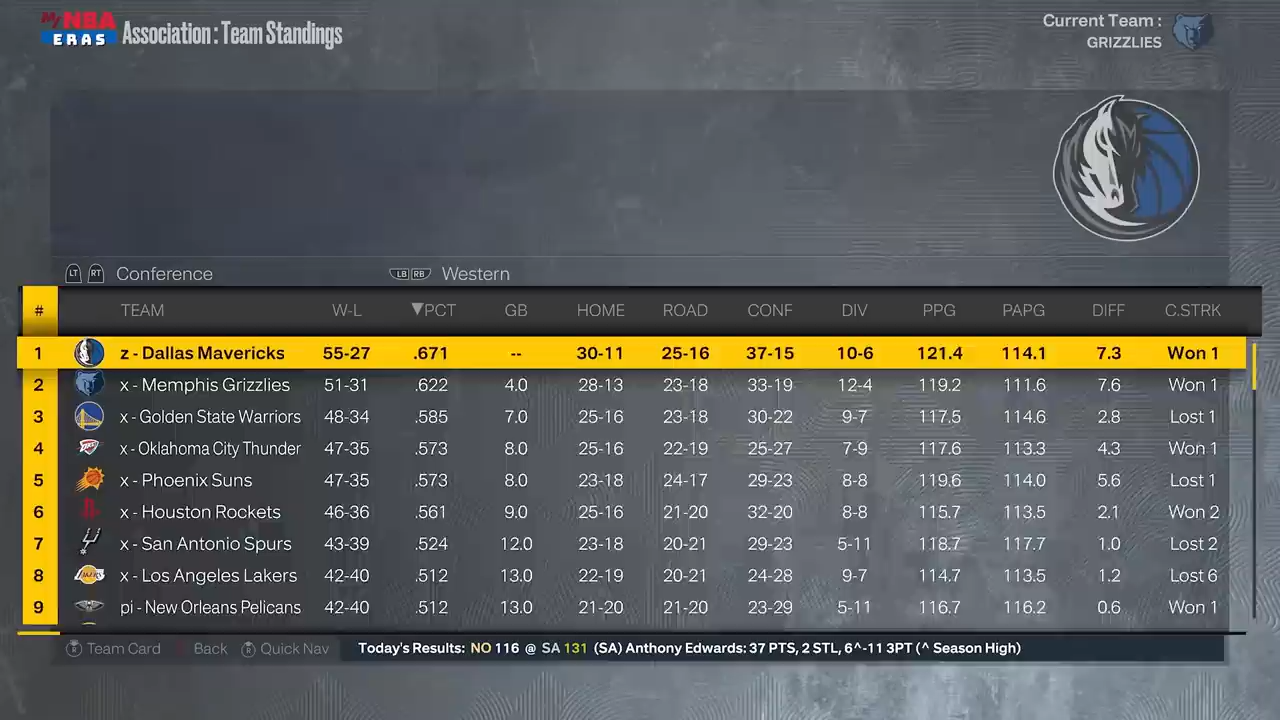 My NBA ERAS Association : Team Standings
Current Team :
GRIZZLIES
LT RT Conference LB RB Western
# TEAM W-L ▼PCT GB HOME ROAD CONF DIV PPG PAPG DIFF C.STRK
1 z - Dallas Mavericks 55-27 .671 -- 30-11 25-16 37-15 10-6 121.4 114.1 7.3 Won 1
2 x - Memphis Grizzlies 51-31 .622 4.0 28-13 23-18 33-19 12-4 119.2 111.6 7.6 Won 1
3 x - Golden State Warriors 48-34 .585 7.0 25-16 23-18 30-22 9-7 117.5 114.6 2.8 Lost 1
4 x - Oklahoma City Thunder 47-35 .573 8.0 25-16 22-19 25-27 7-9 117.6 113.3 4.3 Won 1
5 x - Phoenix Suns 47-35 .573 8.0 23-18 24-17 29-23 8-8 119.6 114.0 5.6 Lost 1
6 x - Houston Rockets 46-36 .561 9.0 25-16 21-20 32-20 8-8 115.7 113.5 2.1 Won 2
7 x - San Antonio Spurs 43-39 .524 12.0 23-18 20-21 29-23 5-11 118.7 117.7 1.0 Lost 2
8 x - Los Angeles Lakers 42-40 .512 13.0 22-19 20-21 24-28 9-7 114.7 113.5 1.2 Lost 6
9 pi - New Orleans Pelicans 42-40 .512 13.0 21-20 21-20 23-29 5-11 116.7 116.2 0.6 Won 1
R Team Card Back R Quick Nav Today's Results: NO 116 @ SA 131 (SA) Anthony Edwards: 37 PTS, 2 STL, 6^-11 3PT (^ Season High)